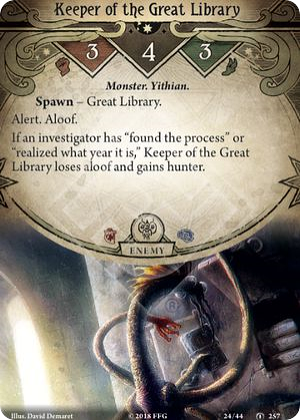 Keeper of the Great Library
3 4 3
Monster. Yithian.
Spawn – Great Library.
Alert. Aloof.
If an investigator has “found the process” or
“realized what year it is,” Keeper of the Great
Library loses aloof and gains hunter.
ENEMY
Illus. David Demaret © 2018 FFG 24/44 257